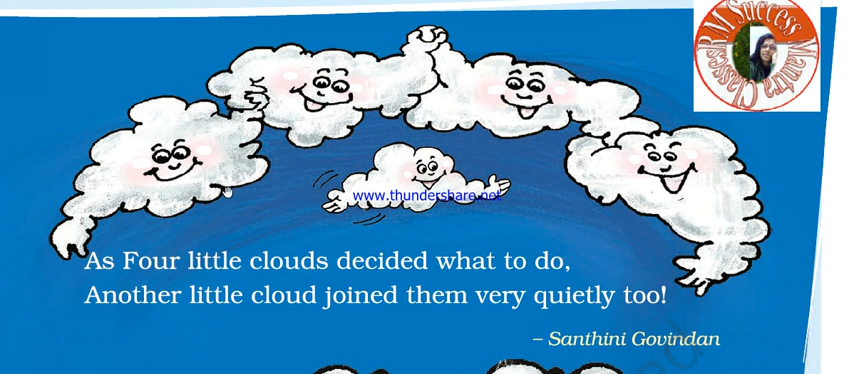 RM Success Mantra Classes
www.thundershare.net
As Four little clouds decided what to do,
Another little cloud joined them very quietly too!
– Santhini Govindan
ed